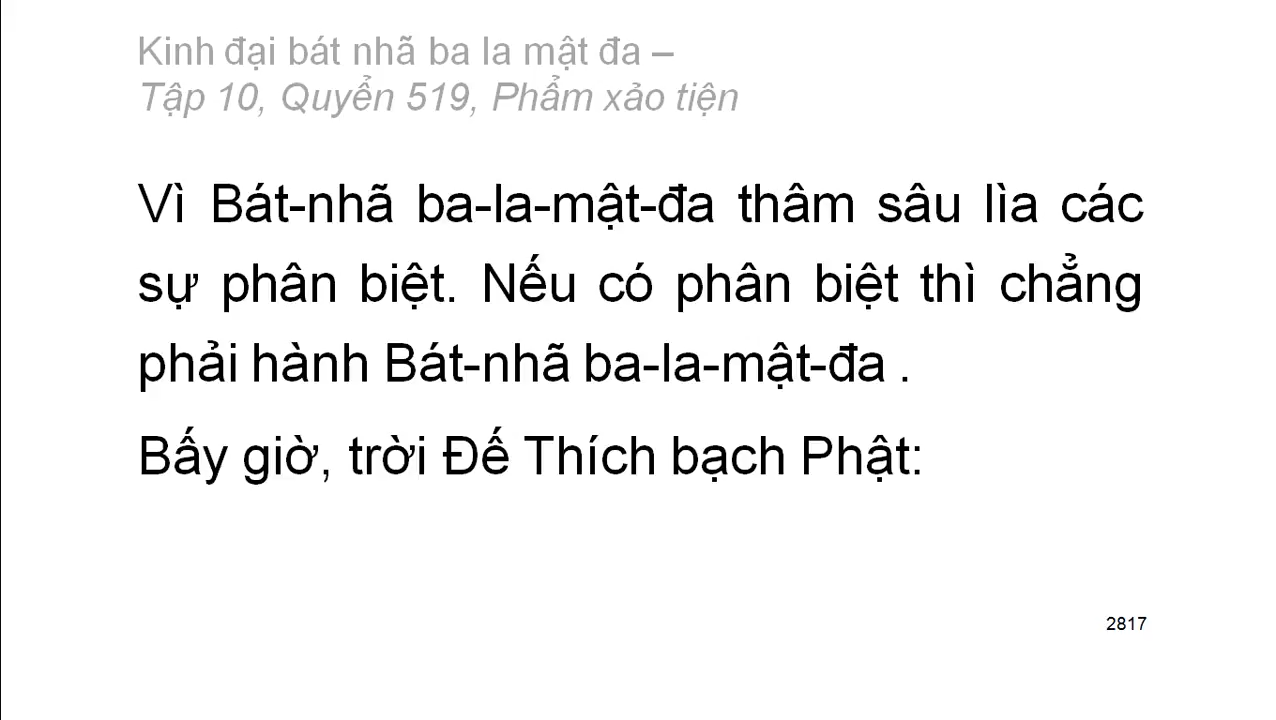 Kinh đại bát nhã ba la mật đa –
Tập 10, Quyển 519, Phẩm xảo tiện
Vì Bát-nhã ba-la-mật-đa thâm sâu lìa các
sự phân biệt. Nếu có phân biệt thì chẳng
phải hành Bát-nhã ba-la-mật-đa .
Bấy giờ, trời Đế Thích bạch Phật:
2817